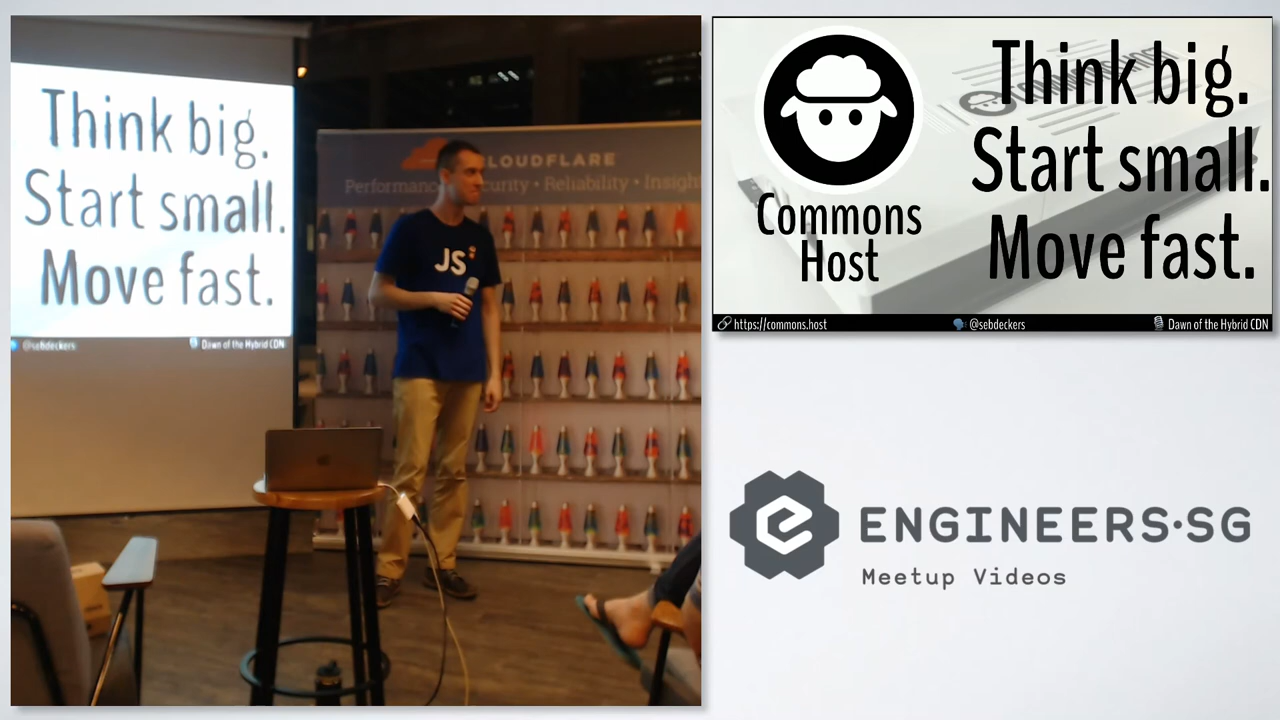 Think big.
Start small.
Move fast.
@sebdeckers
Dawn of the Hybrid CDN
CLOUDFLARE
Reliability • Insight
JS
Commons
Host
Think big.
Start small.
Move fast.
https://commons.host
@sebdeckers
Dawn of the Hybrid CDN
ENGINEERS·SG
Meetup Videos